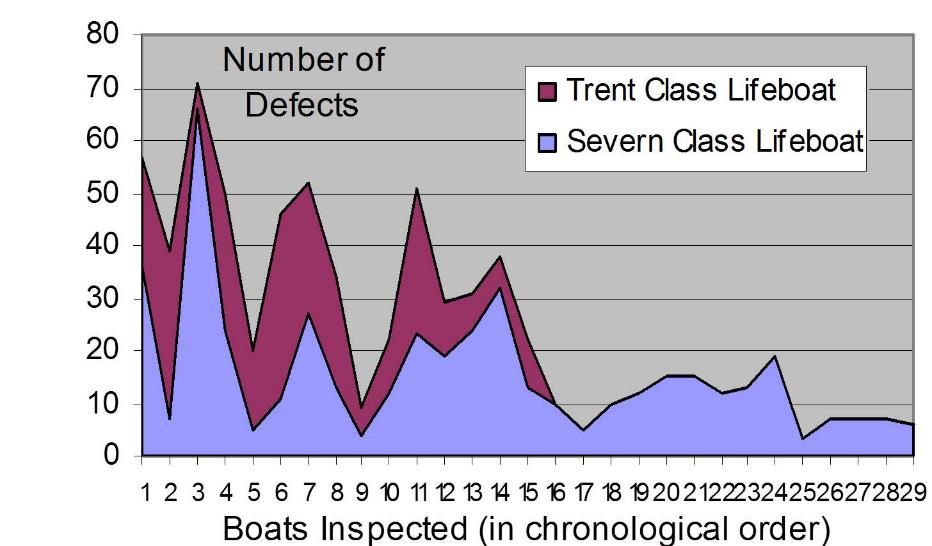 80
Number of
Defects
70
Trent Class Lifeboat
60
Severn Class Lifeboat
50
40
30
20
10
0
1 2 3 4 5 6 7 8 9 10 11 12 13 14 15 16 17 18 19 20 21 22 23 24 25 26 27 28 29
Boats Inspected (in chronological order)